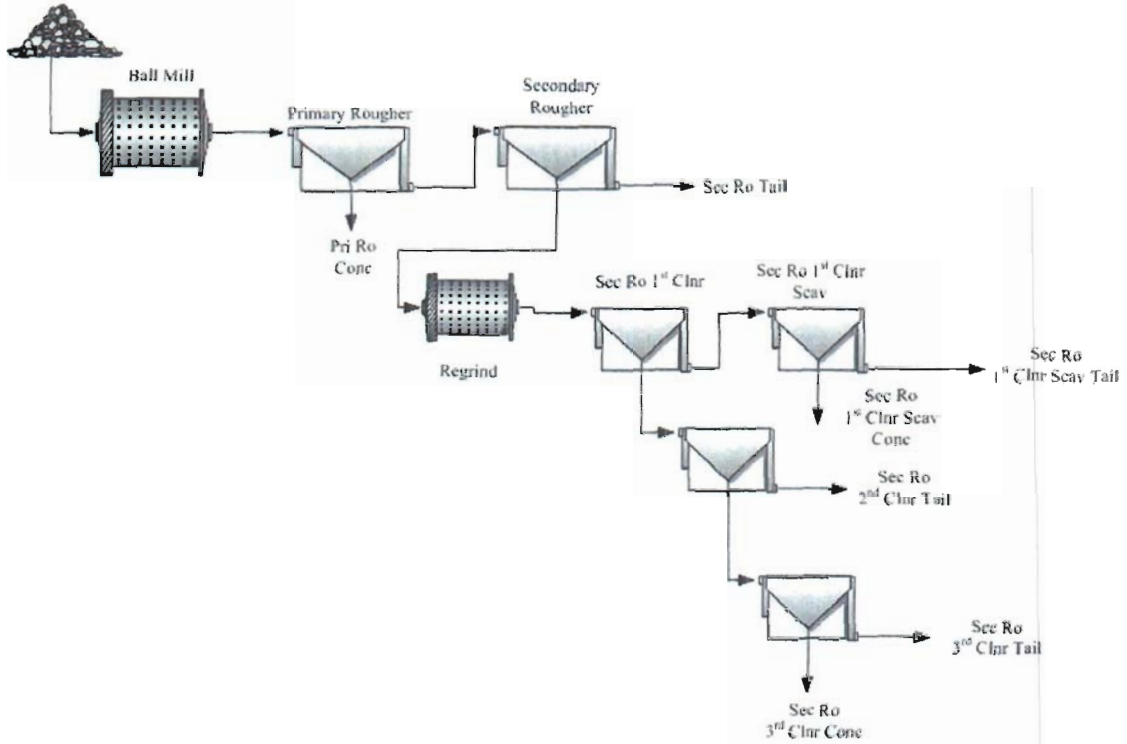 Ball Mill
Primary Rougher
Secondary
Rougher
Sec Ro Tail
Pri Ro
Conc
Regrind
Sec Ro 1st Clnr
Sec Ro 1st Clnr
Scav
Sec Ro
1st Clnr Scav Tail
Sec Ro
1st Clnr Scav
Conc
Sec Ro
2nd Clnr Tail
Sec Ro
3rd Clnr Tail
Sec Ro
3rd Clnr Conc